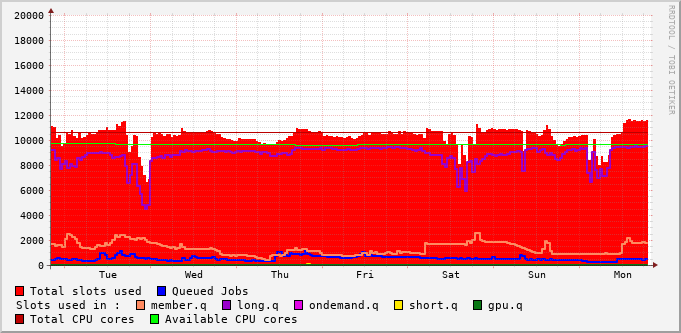 20000
18000
16000
14000
12000
10000
8000
6000
4000
2000
0
Tue Wed Thu Fri Sat Sun Mon
RRDTOOL / TOBI OETIKER
Total slots used Queued Jobs
Slots used in : member.q long.q ondemand.q short.q gpu.q
Total CPU cores Available CPU cores